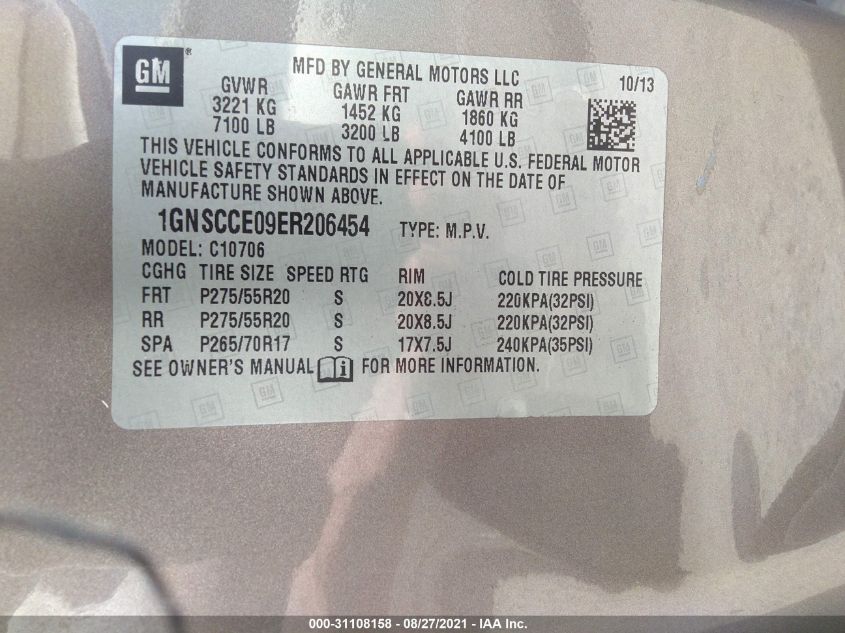 GM®
MFD BY GENERAL MOTORS LLC
10/13
GVWR GAWR FRT GAWR RR
3221 KG 1452 KG 1860 KG
7100 LB 3200 LB 4100 LB
THIS VEHICLE CONFORMS TO ALL APPLICABLE U.S. FEDERAL MOTOR
VEHICLE SAFETY STANDARDS IN EFFECT ON THE DATE OF
MANUFACTURE SHOWN ABOVE.
1GNSCCE09ER206454 TYPE: M.P.V.
MODEL: C10706
CGHG TIRE SIZE SPEED RTG RIM COLD TIRE PRESSURE
FRT P275/55R20 S 20X8.5J 220KPA(32PSI)
RR P275/55R20 S 20X8.5J 220KPA(32PSI)
SPA P265/70R17 S 17X7.5J 240KPA(35PSI)
SEE OWNER'S MANUAL i FOR MORE INFORMATION.
000-31108158 - 08/27/2021 - IAA Inc.